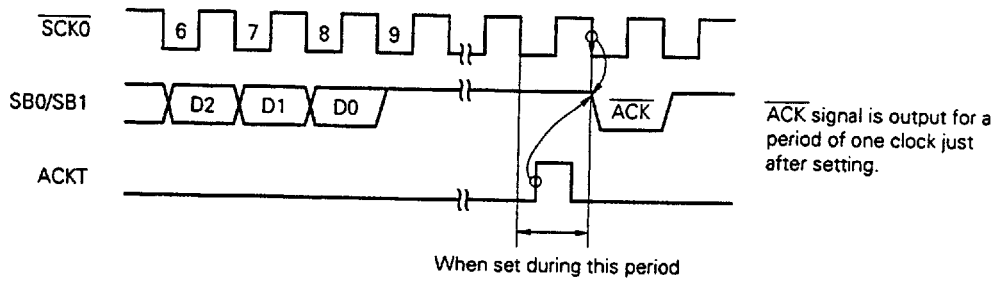 SCK0
6 7 8 9
SB0/SB1
D2 D1 D0 ACK
ACKT
ACK signal is output for a
period of one clock just
after setting.
When set during this period